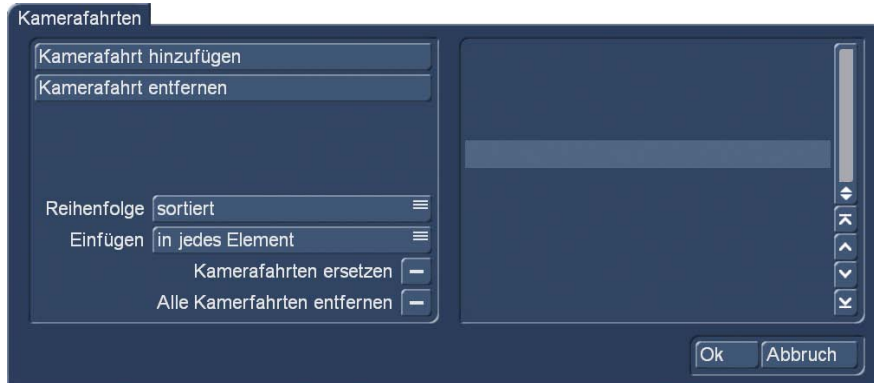 Kamerafahrten
Kamerafahrt hinzufügen
Kamerafahrt entfernen
Reihenfolge sortiert
Einfügen in jedes Element
Kamerafahrten ersetzen
Alle Kamerfahrten entfernen
Ok Abbruch